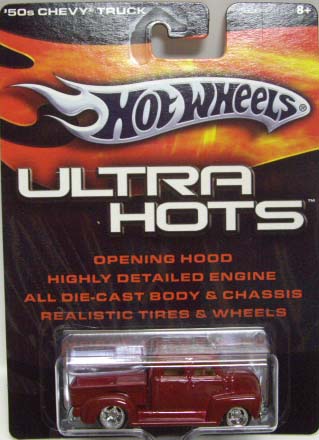 '50s CHEVY TRUCK 8+
HOT WHEELS
ULTRA
HOTS™
OPENING HOOD
HIGHLY DETAILED ENGINE
ALL DIE-CAST BODY & CHASSIS
REALISTIC TIRES & WHEELS